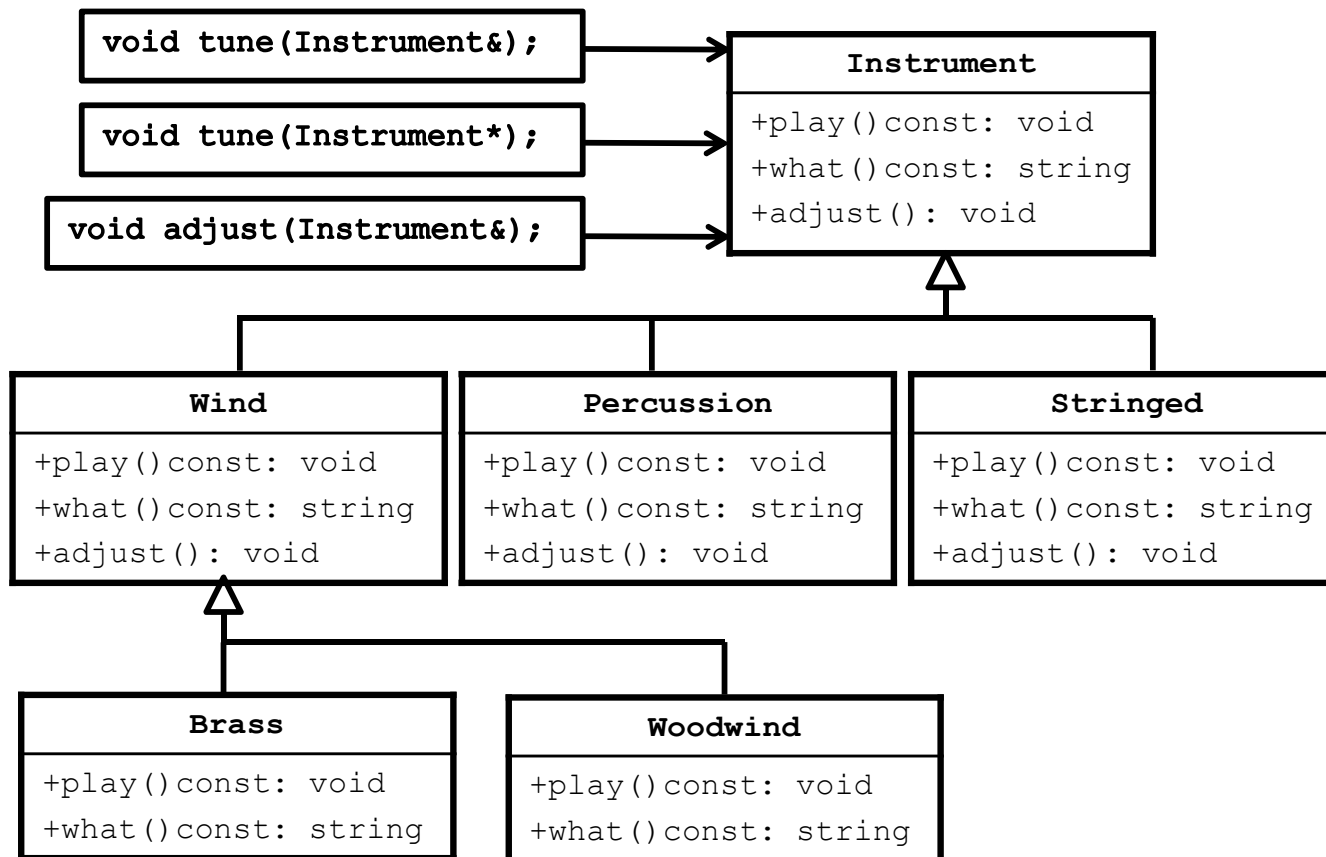 void tune(Instrument&);
void tune(Instrument*);
void adjust(Instrument&);
Instrument
+play()const: void
+what()const: string
+adjust(): void
Wind
+play()const: void
+what()const: string
+adjust(): void
Percussion
+play()const: void
+what()const: string
+adjust(): void
Stringed
+play()const: void
+what()const: string
+adjust(): void
Brass
+play()const: void
+what()const: string
Woodwind
+play()const: void
+what()const: string